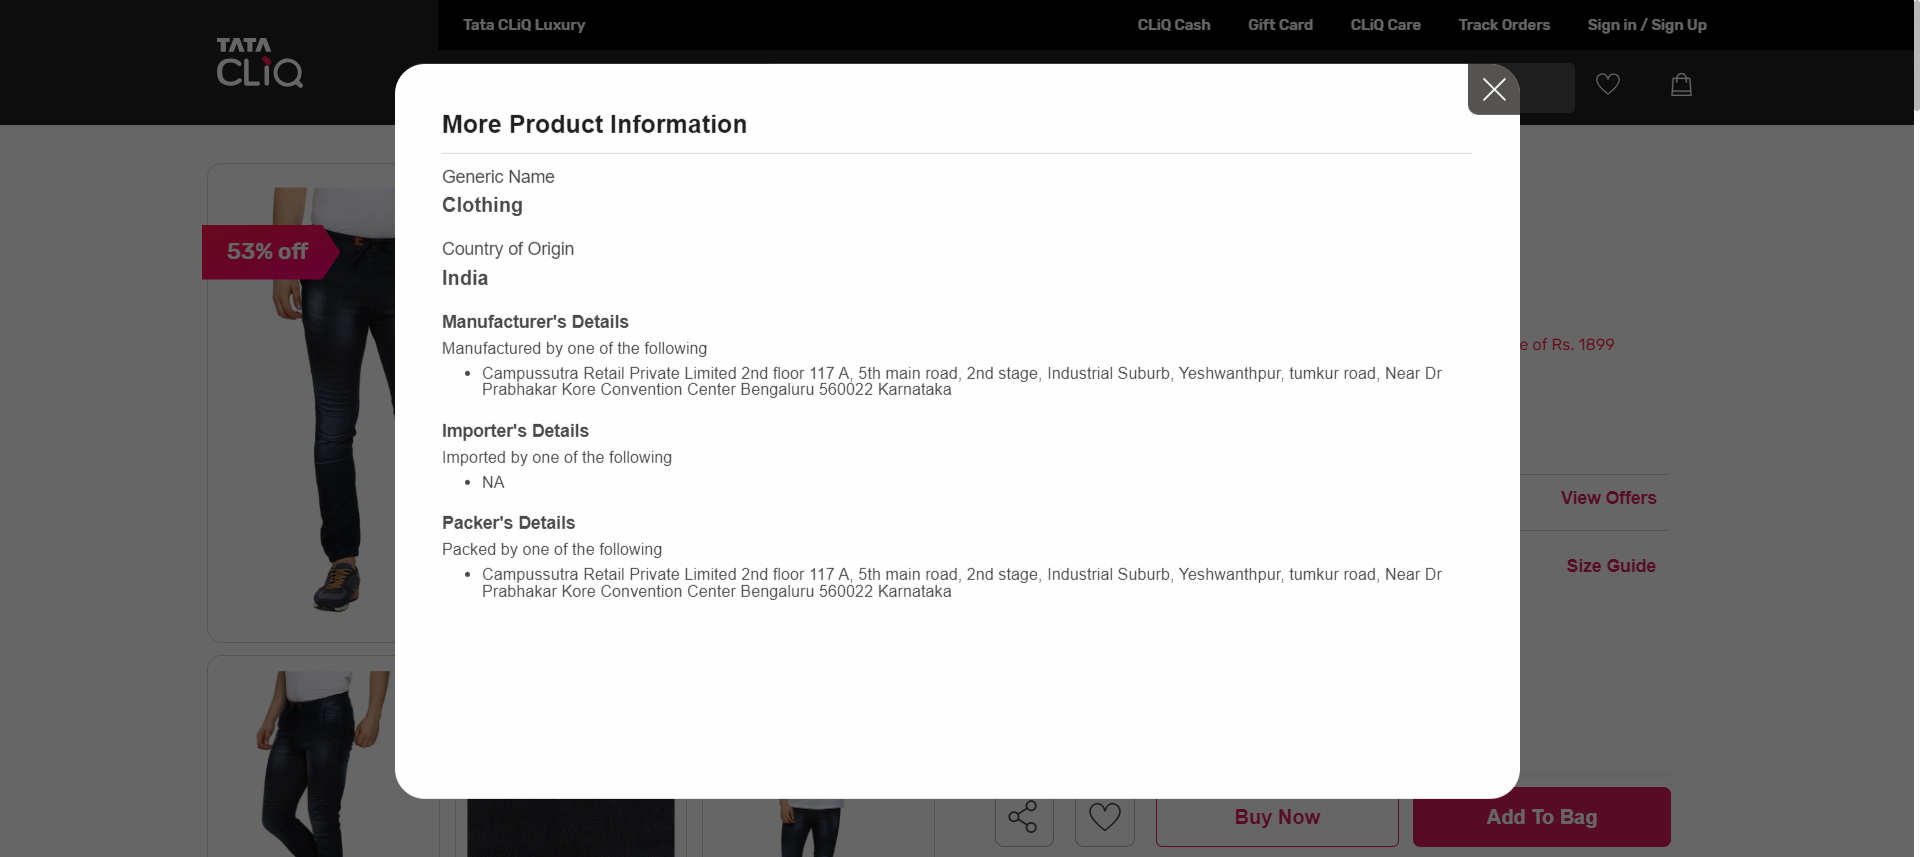 Tata CLiQ Luxury
CLiQ Cash
Gift Card
CLiQ Care
Track Orders
Sign in / Sign Up
TATA
CLiQ
More Product Information
Generic Name
Clothing
53% off
Country of Origin
India
Manufacturer's Details
Manufactured by one of the following
• Campussutra Retail Private Limited 2nd floor 117 A, 5th main road, 2nd stage, Industrial Suburb, Yeshwanthpur, tumkur road, Near Dr
Prabhakar Kore Convention Center Bengaluru 560022 Karnataka
e of Rs. 1899
Importer's Details
Imported by one of the following
• NA
View Offers
Packer's Details
Packed by one of the following
• Campussutra Retail Private Limited 2nd floor 117 A, 5th main road, 2nd stage, Industrial Suburb, Yeshwanthpur, tumkur road, Near Dr
Prabhakar Kore Convention Center Bengaluru 560022 Karnataka
Size Guide
Buy Now
Add To Bag